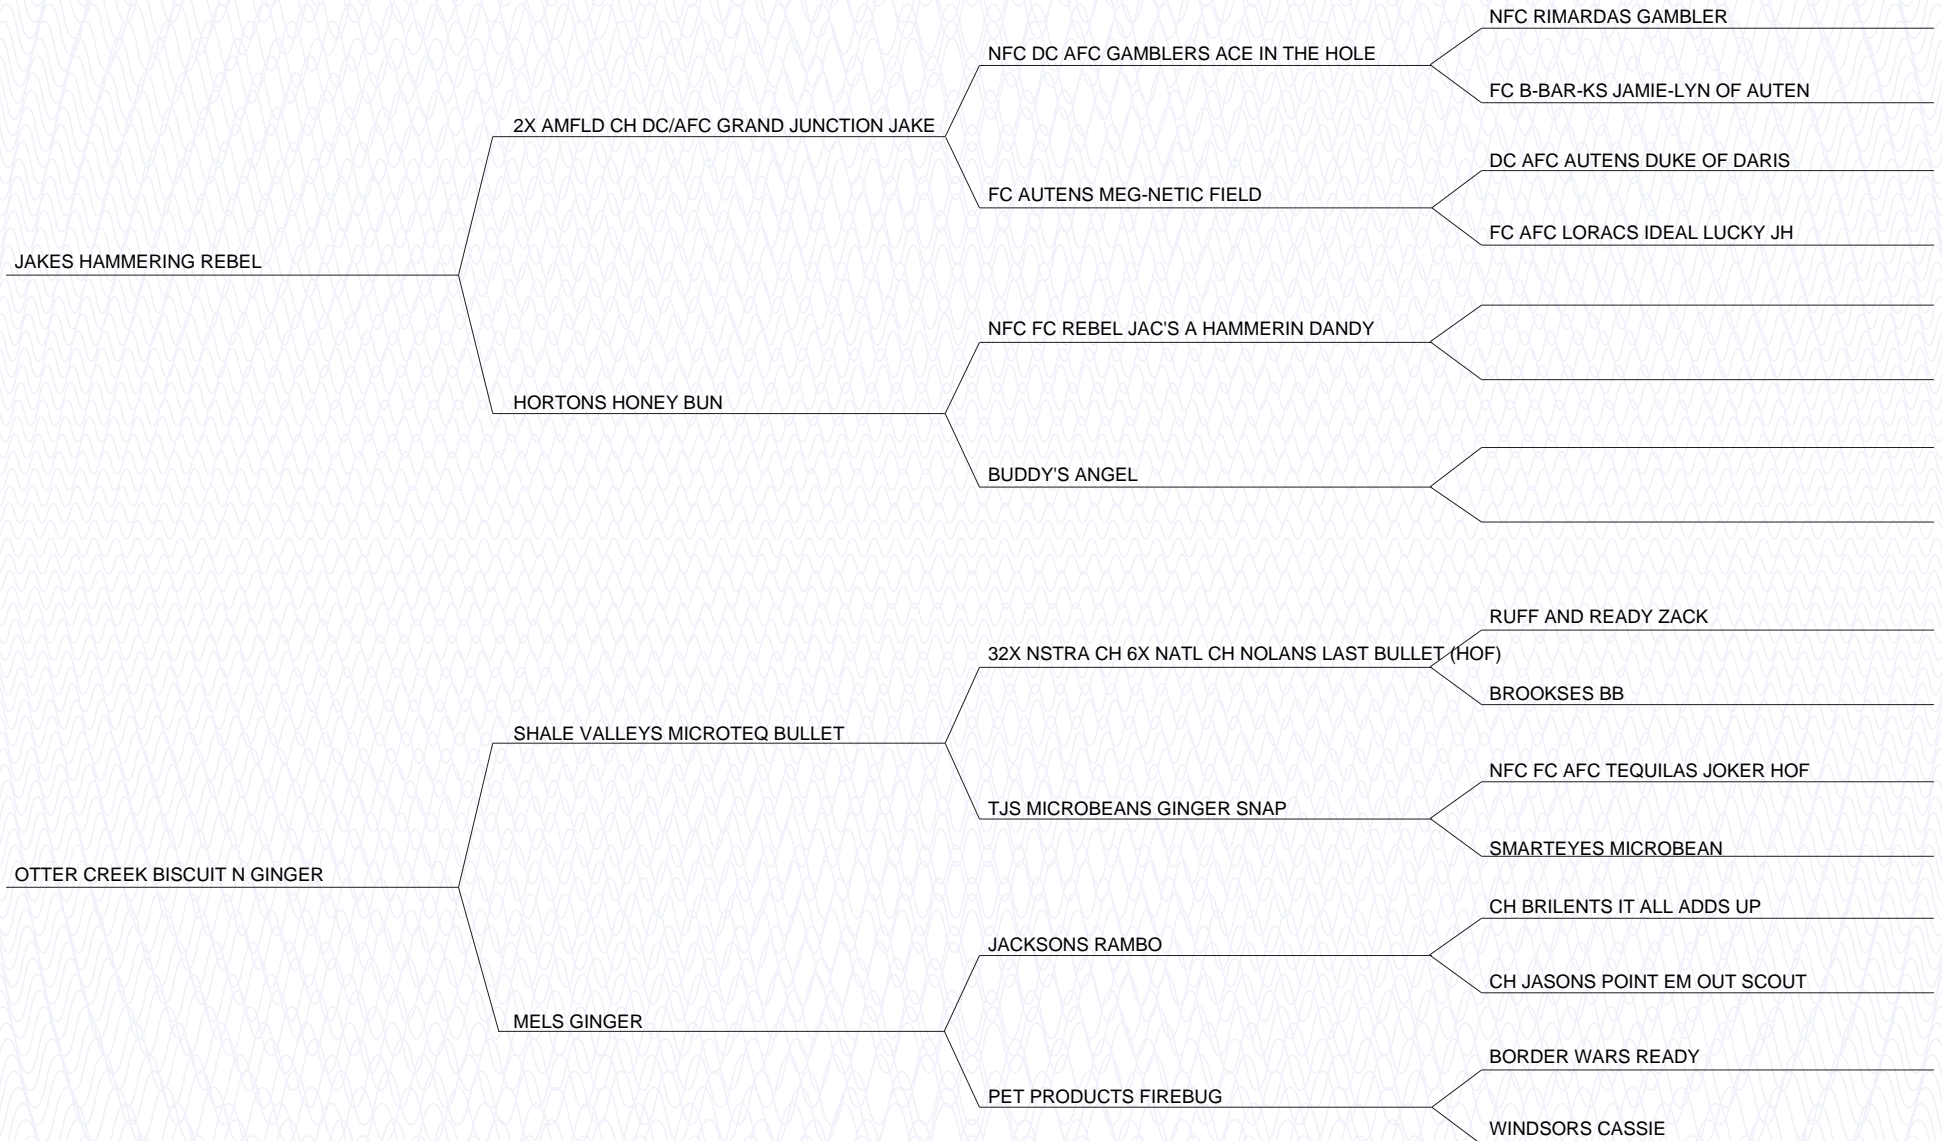 NFC RIMARDAS GAMBLER
NFC DC AFC GAMBLERS ACE IN THE HOLE
FC B-BAR-KS JAMIE-LYN OF AUTEN
2X AMFLD CH DC/AFC GRAND JUNCTION JAKE
DC AFC AUTENS DUKE OF DARIS
FC AUTENS MEG-NETIC FIELD
FC AFC LORACS IDEAL LUCKY JH
JAKES HAMMERING REBEL
NFC FC REBEL JAC'S A HAMMERIN DANDY
HORTONS HONEY BUN
BUDDY'S ANGEL
RUFF AND READY ZACK
32X NSTRA CH 6X NATL CH NOLANS LAST BULLET (HOF)
BROOKSES BB
SHALE VALLEYS MICROTEQ BULLET
NFC FC AFC TEQUILAS JOKER HOF
TJS MICROBEANS GINGER SNAP
SMARTEYES MICROBEAN
OTTER CREEK BISCUIT N GINGER
CH BRILENTS IT ALL ADDS UP
JACKSONS RAMBO
CH JASONS POINT EM OUT SCOUT
MELS GINGER
BORDER WARS READY
PET PRODUCTS FIREBUG
WINDSORS CASSIE